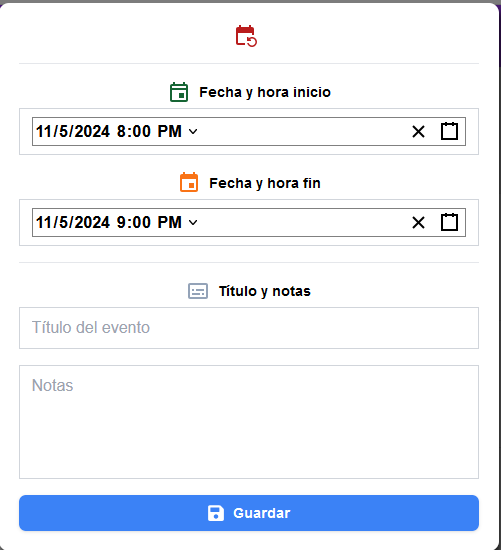 Fecha y hora inicio
11/5/2024 8:00 PM
Fecha y hora fin
11/5/2024 9:00 PM
Título y notas
Título del evento
Notas
Guardar